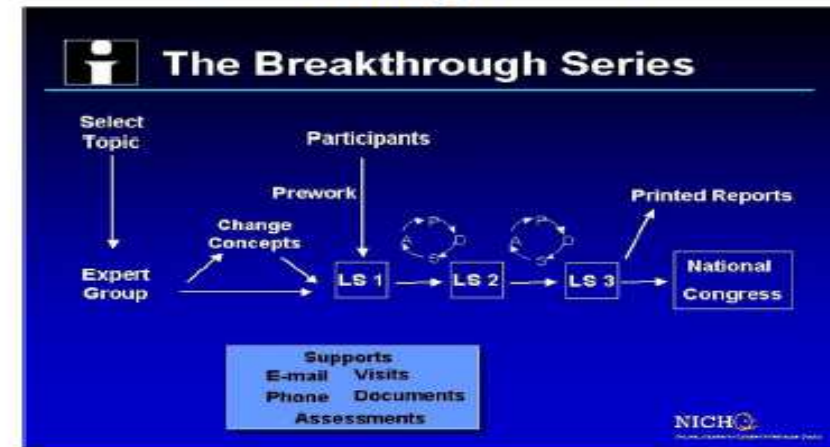 The Breakthrough Series
Select
Topic
Participants
Prework
Printed Reports
Change
Concepts
P
A D
S
P
A D
S
Expert
Group
LS 1
LS 2
LS 3
National
Congress
Supports
E-mail Visits
Phone Documents
Assessments
NICHQ